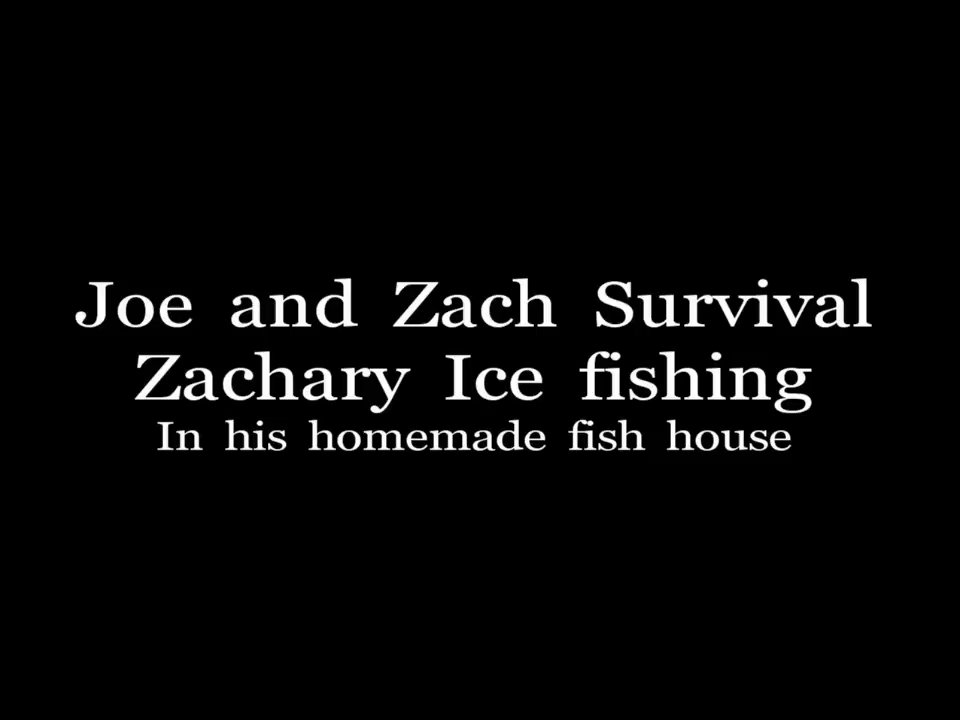 Joe and Zach Survival
Zachary Ice fishing
In his homemade fish house